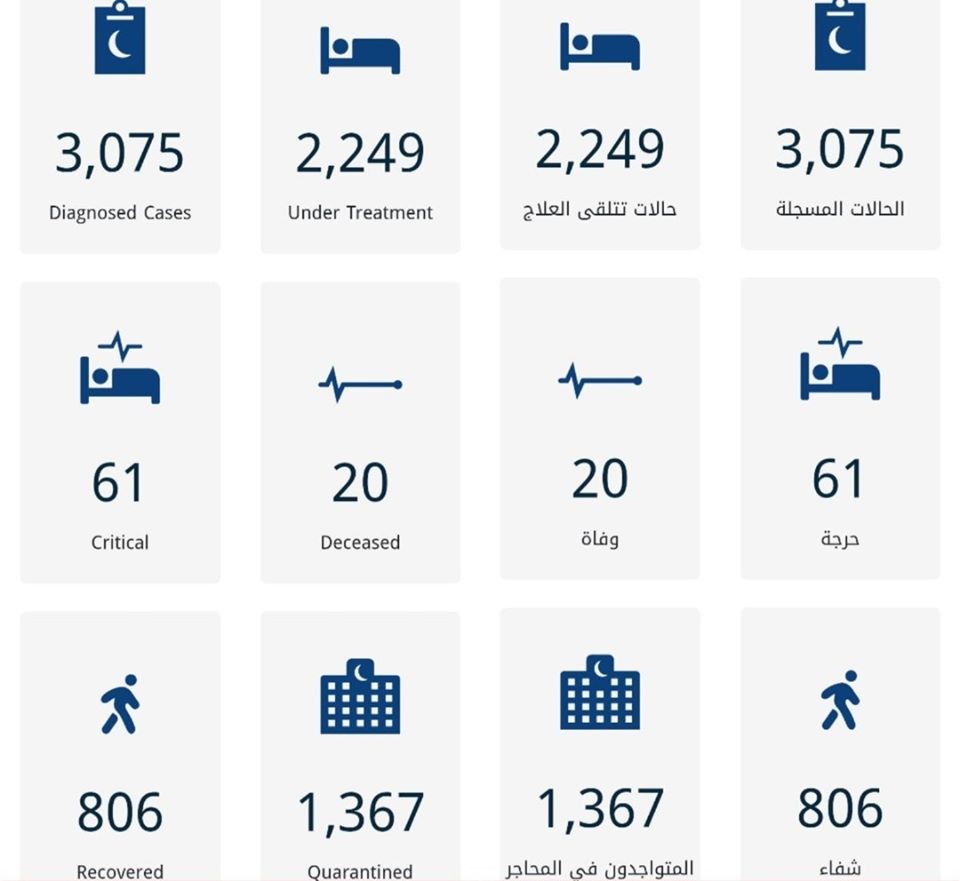 3,075
Diagnosed Cases
2,249
Under Treatment
2,249
حالات تتلقى العلاج
3,075
الحالات المسجلة
61
Critical
20
Deceased
20
وفاة
61
حرجة
806
Recovered
1,367
Quarantined
1,367
المتواجدون في المحاجر
806
شفاء